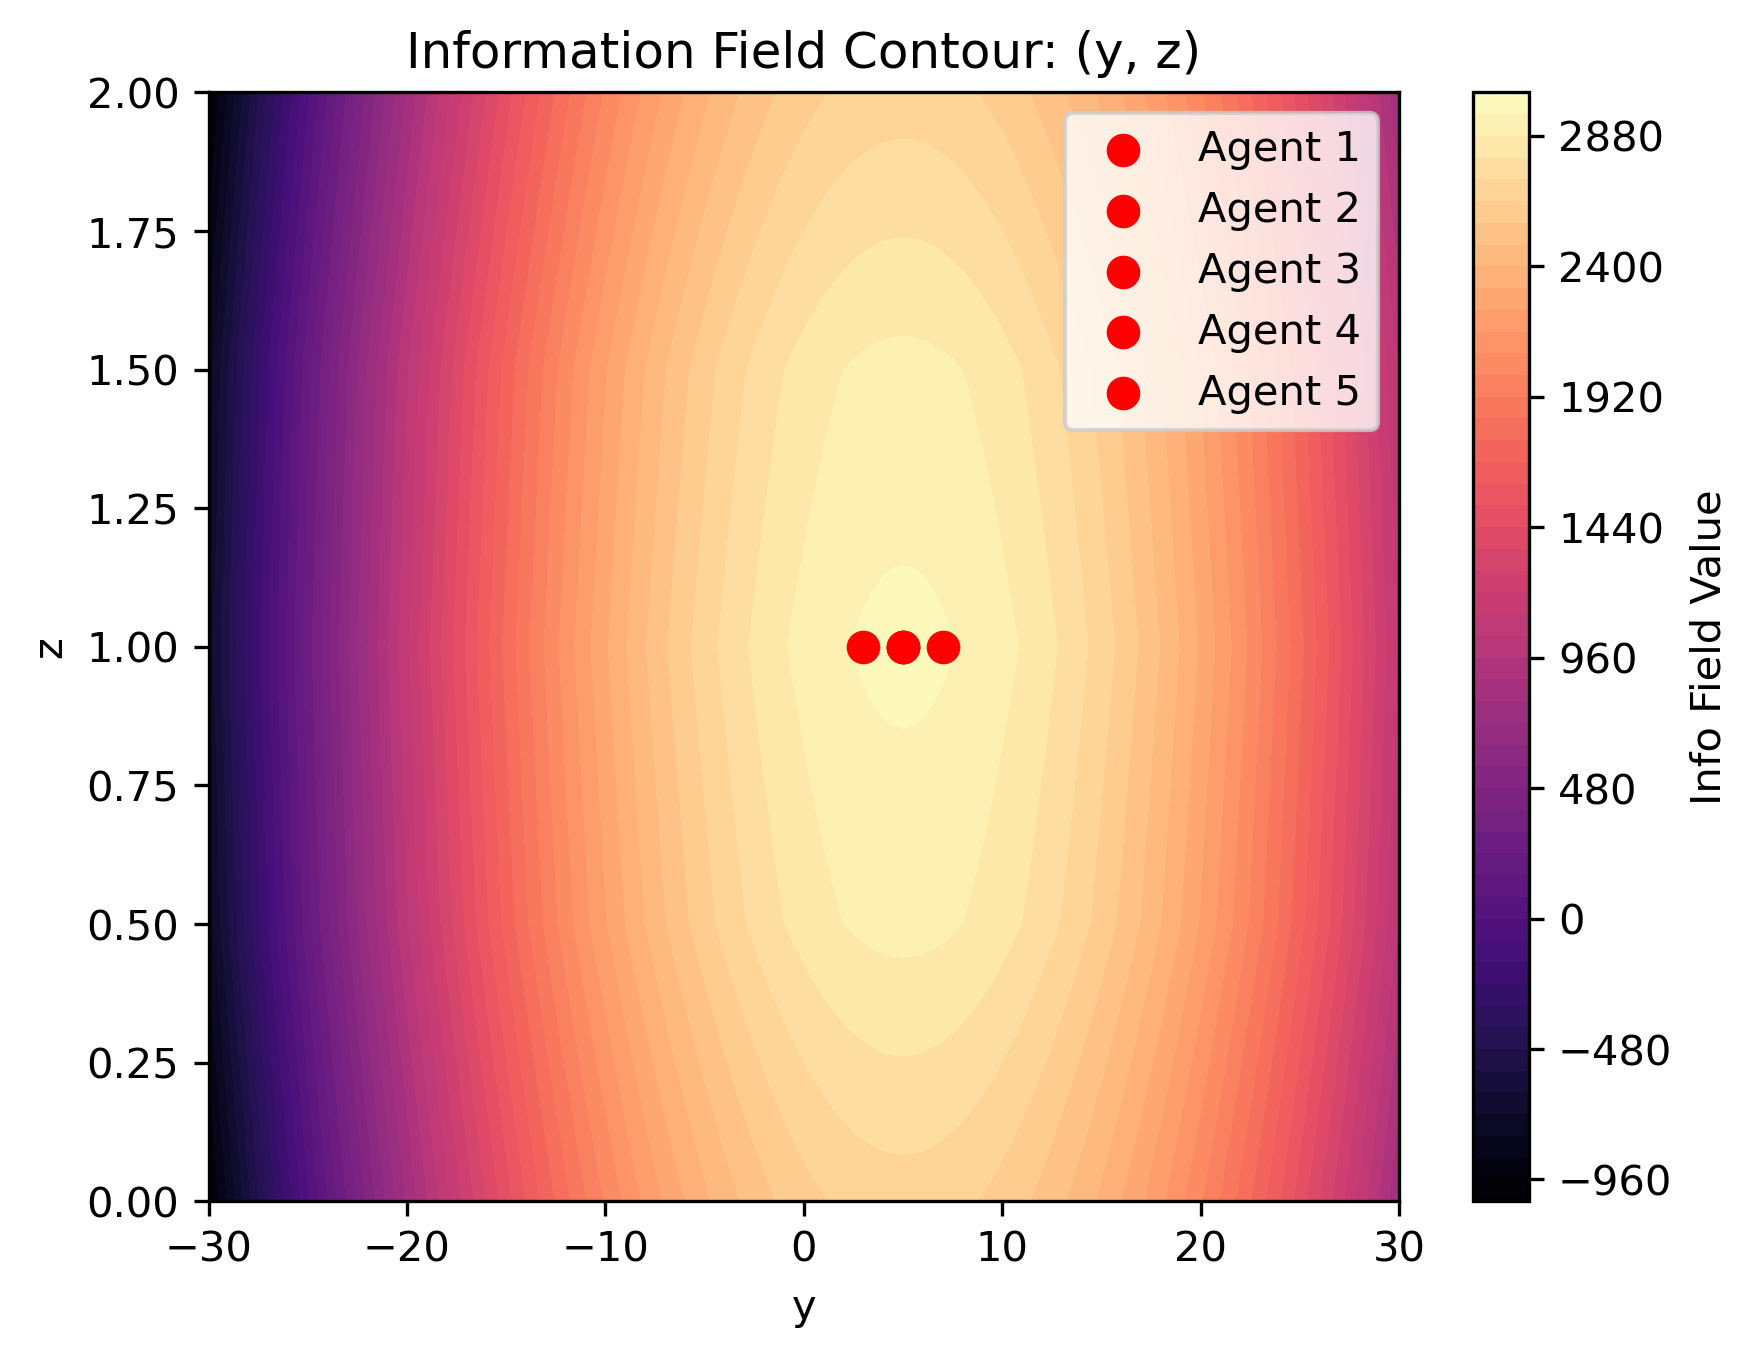 Information Field Contour: (y, z)
2.00
1.75
1.50
1.25
1.00
0.75
0.50
0.25
0.00
z
−30
−20
−10
0
10
20
30
y
Agent 1
Agent 2
Agent 3
Agent 4
Agent 5
2880
2400
1920
1440
960
480
0
−480
−960
Info Field Value